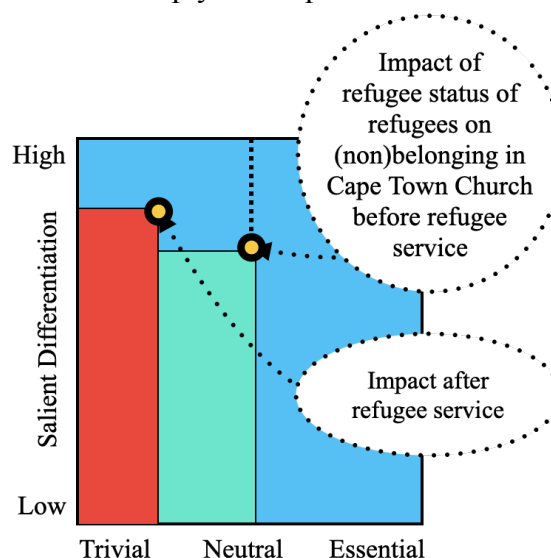 Impact of
refugee status of
refugees on
(non)belonging in
Cape Town Church
before refugee
service
High
Salient Differentiation
Impact after
refugee service
Low
Trivial Neutral Essential